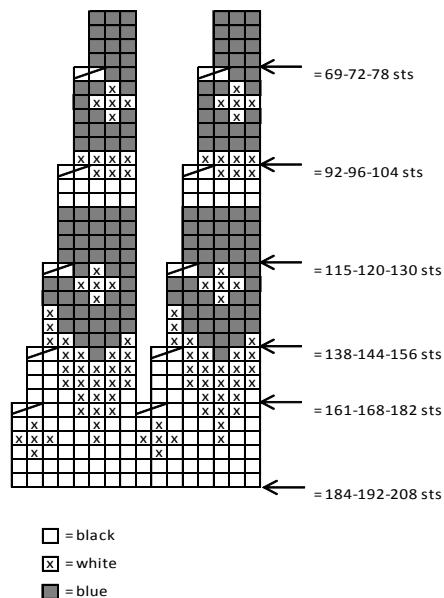 = 69-72-78 sts
= 92-96-104 sts
= 115-120-130 sts
= 138-144-156 sts
= 161-168-182 sts
= 184-192-208 sts
= black
x = white
= blue